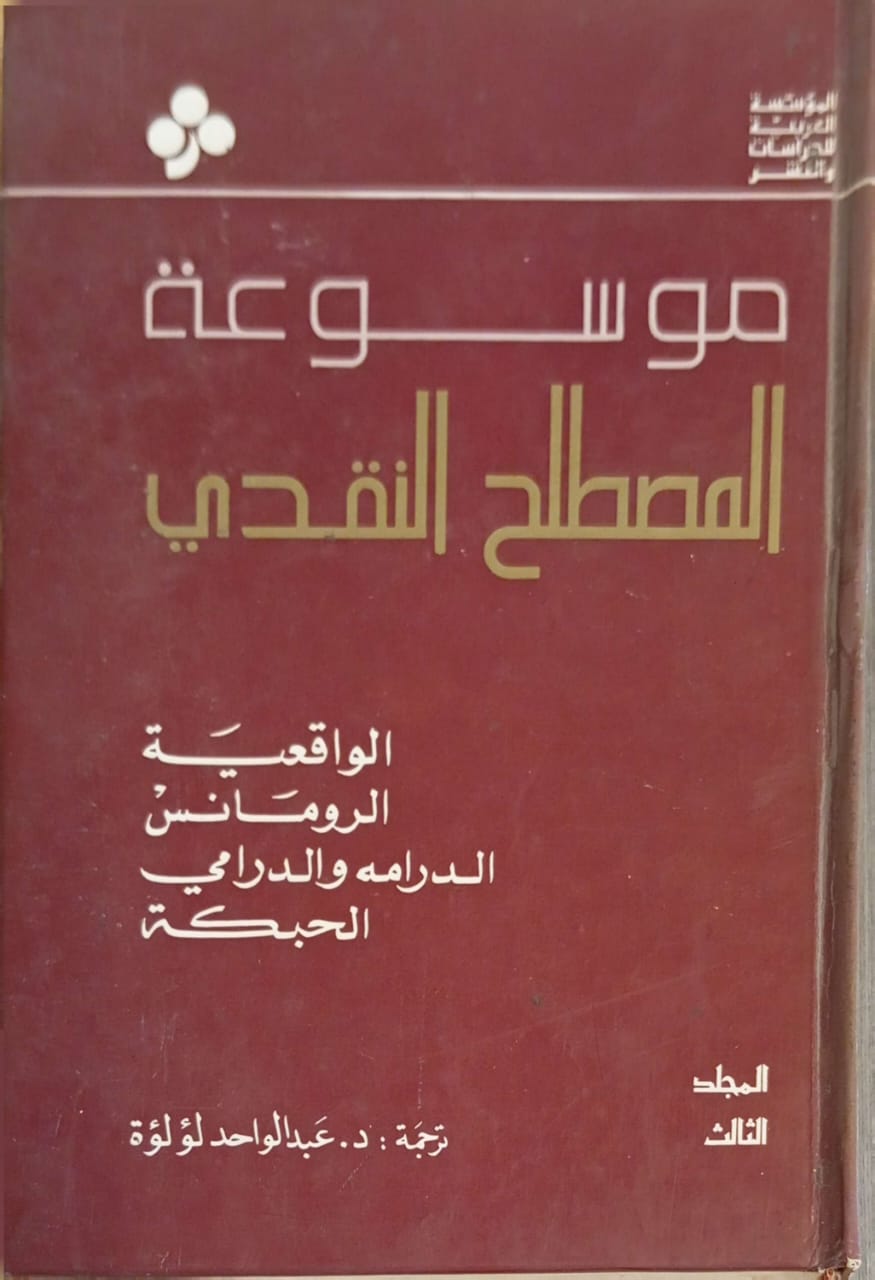 المؤسسة
العربية
للدراسات
والنشر
موسوعة
المصطلح النقدي
الواقعية
الرومانس
الدرامه والدرامي
الحبكة
المجلد
الثالث
ترجمة : د. عبدالواحد لؤلؤة